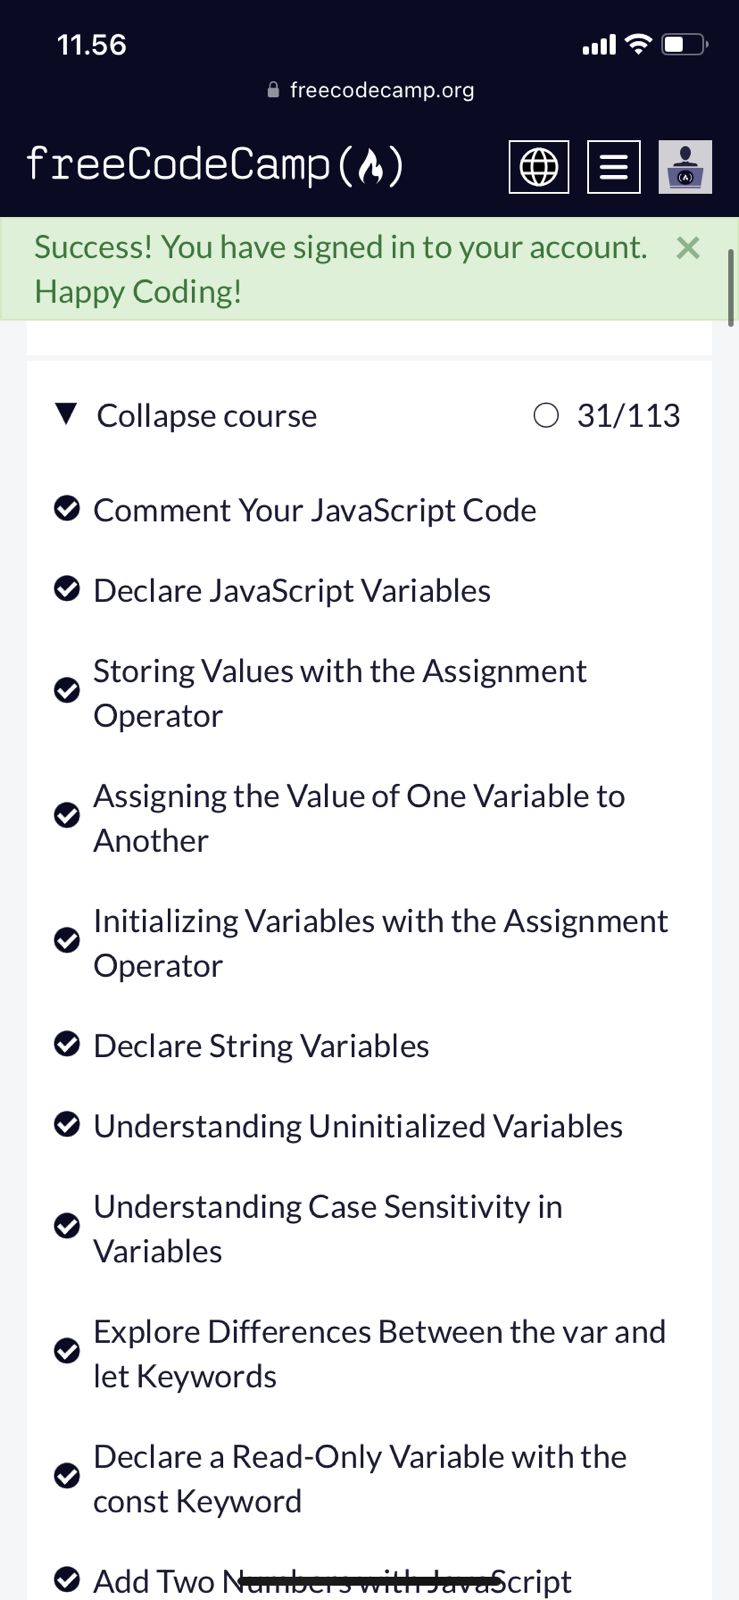 11.56
freecodecamp.org
freeCodeCamp
Success! You have signed in to your account.
Happy Coding!
Collapse course
31/113
Comment Your JavaScript Code
Declare JavaScript Variables
Storing Values with the Assignment
Operator
Assigning the Value of One Variable to
Another
Initializing Variables with the Assignment
Operator
Declare String Variables
Understanding Uninitialized Variables
Understanding Case Sensitivity in
Variables
Explore Differences Between the var and
let Keywords
Declare a Read-Only Variable with the
const Keyword
Add Two Numbers with JavaScript